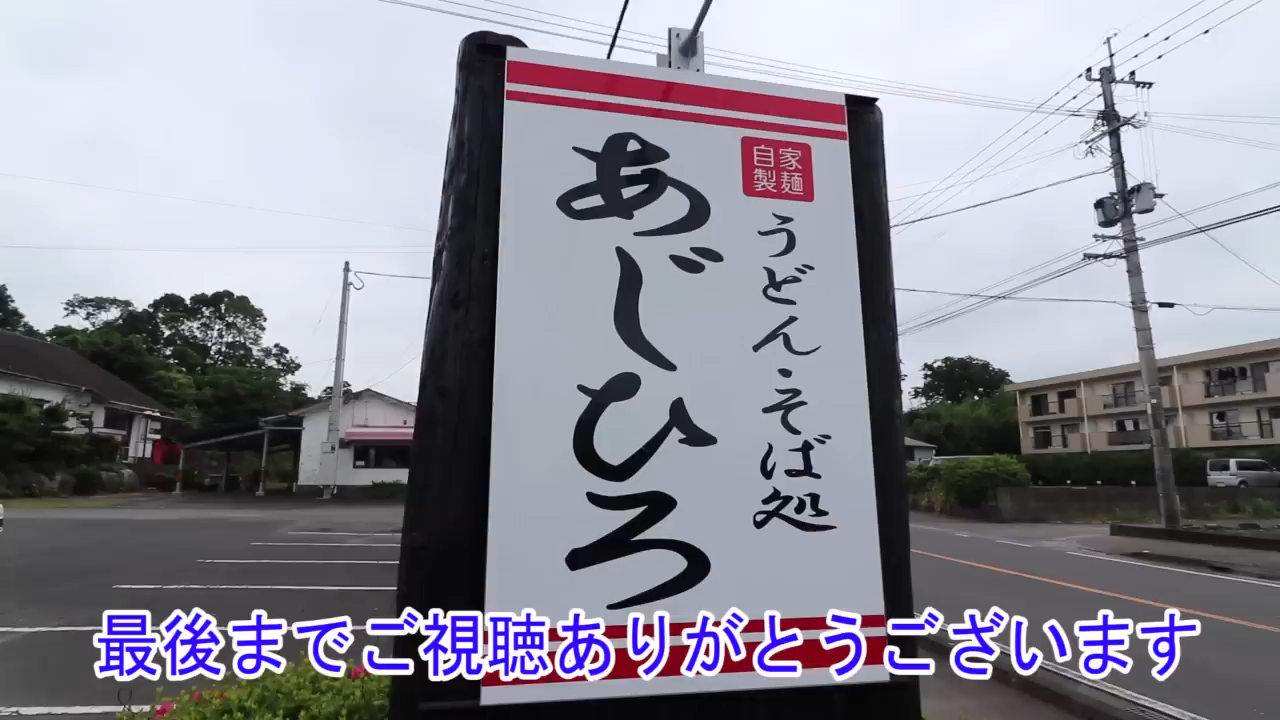 自家
製麺
うどん・そば処
あじひろ
最後までご視聴ありがとうございます